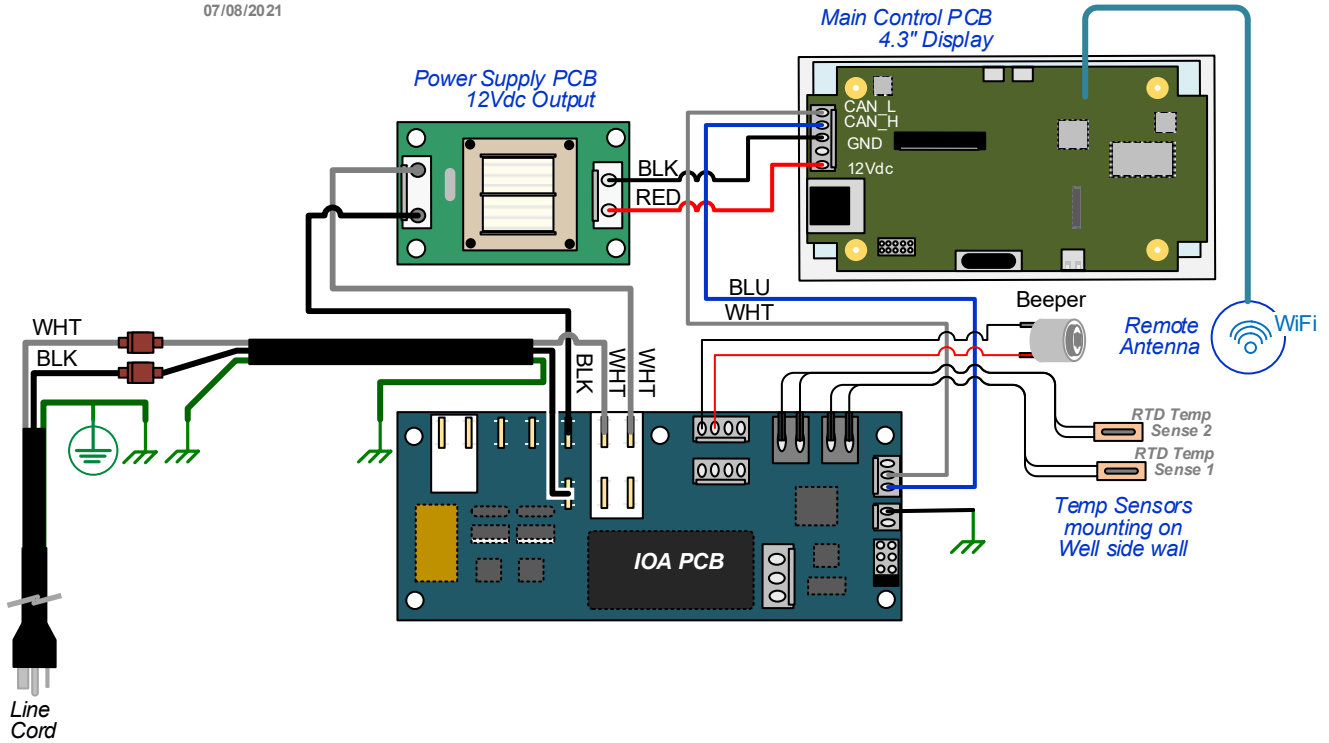 07/08/2021
Main Control PCB
4.3" Display
Power Supply PCB
12Vdc Output
CAN_L
CAN_H
GND
12Vdc
BLK
RED
BLU
WHT
Beeper
Remote
Antenna
WiFi
WHT
BLK
BLK
WHT
WHT
RTD Temp
Sense 2
RTD Temp
Sense 1
Temp Sensors
mounting on
Well side wall
IOA PCB
Line
Cord